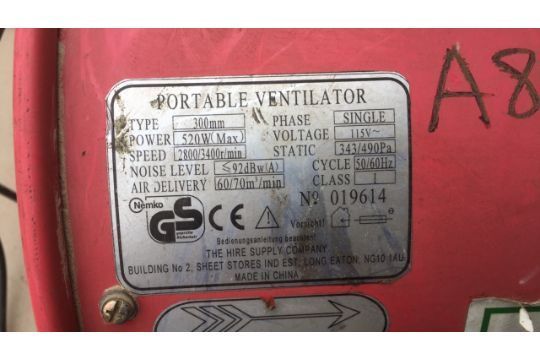 A8
PORTABLE VENTILATOR
TYPE 300mm PHASE SINGLE
POWER 520W(Max) VOLTAGE 115V~
SPEED 2800/3400r/min STATIC 343/490Pa
NOISE LEVEL ≤92dBw(A) CYCLE 50/60Hz
AIR DELIVERY 60/70m³/min CLASS I
Nº 019614
Nemko
GS geprüfte Sicherheit CE Vorsicht!
Bedienungsanleitung beachten!
THE HIRE SUPPLY COMPANY
BUILDING No 2, SHEET STORES IND EST, LONG EATON, NG10 1AU
MADE IN CHINA